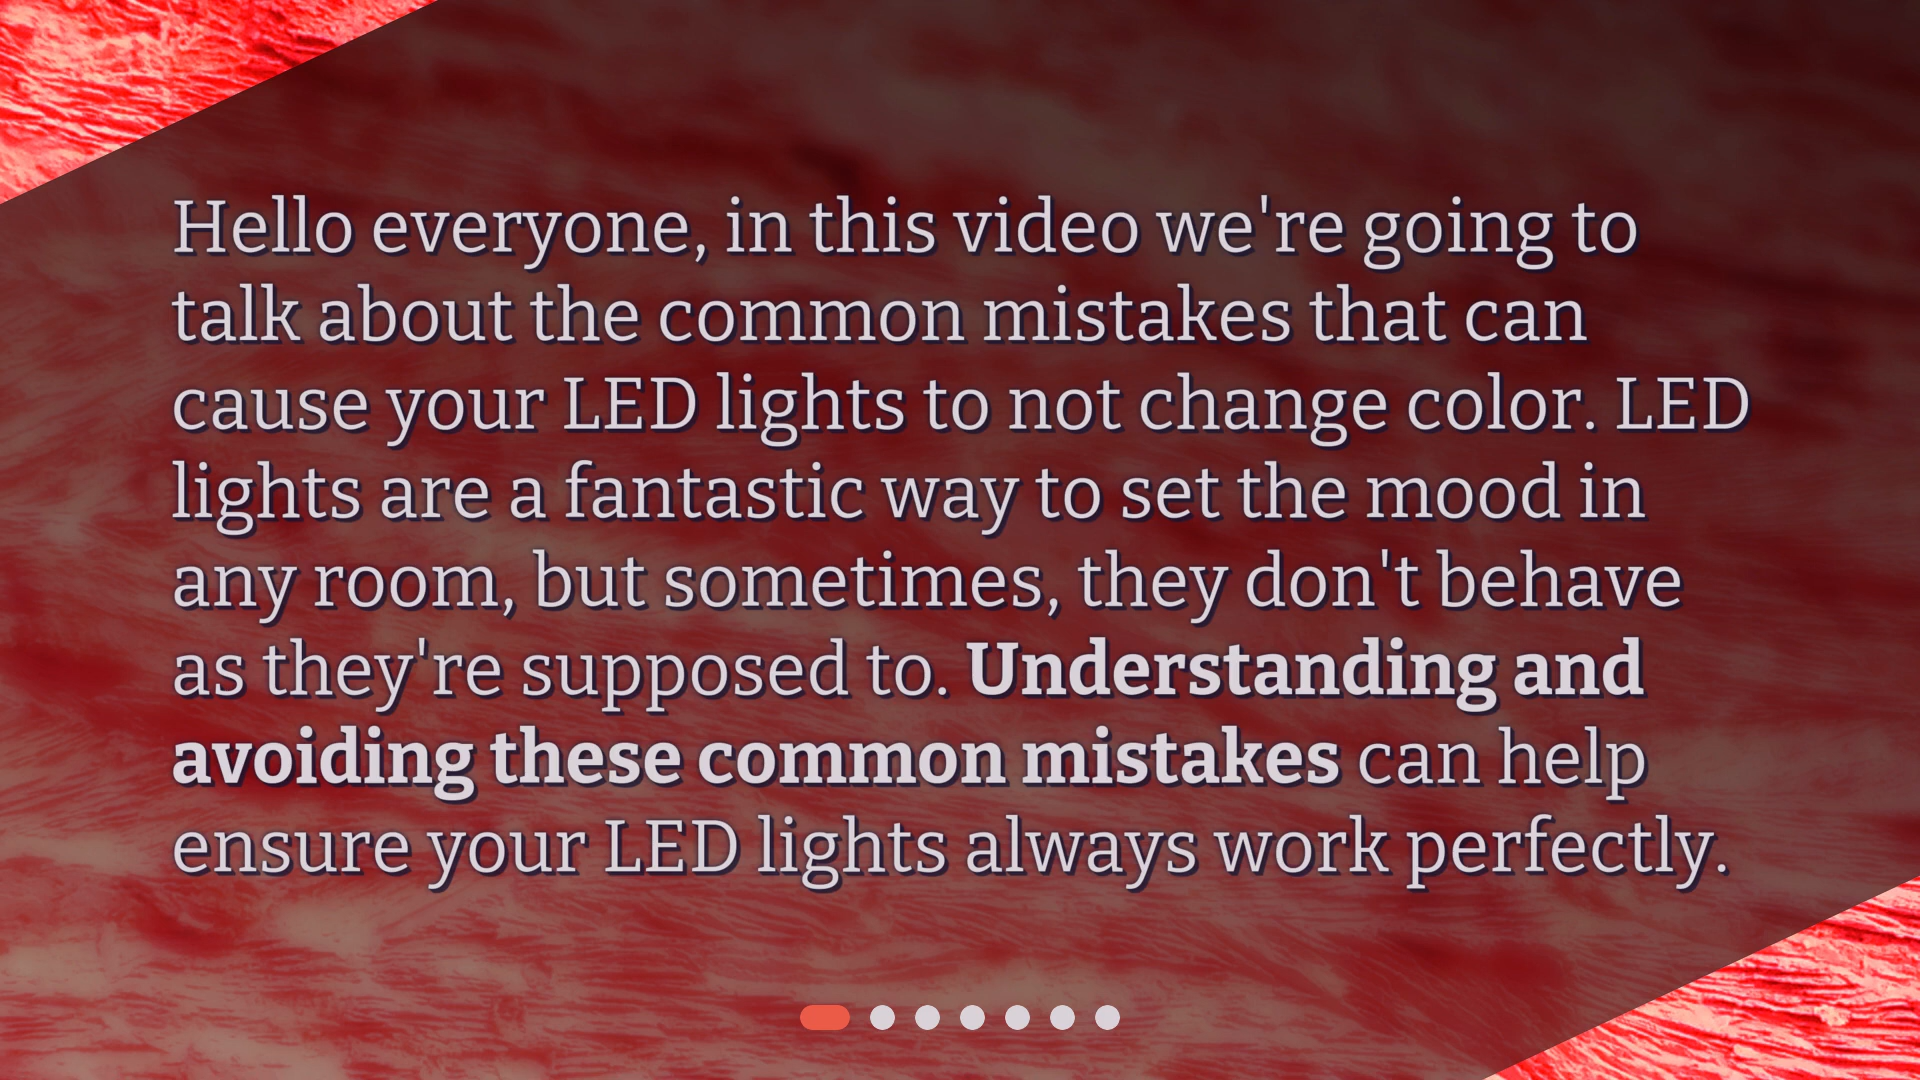 Hello everyone, in this video we're going to
talk about the common mistakes that can
cause your LED lights to not change color. LED
lights are a fantastic way to set the mood in
any room, but sometimes, they don't behave
as they're supposed to. Understanding and
avoiding these common mistakes can help
ensure your LED lights always work perfectly.